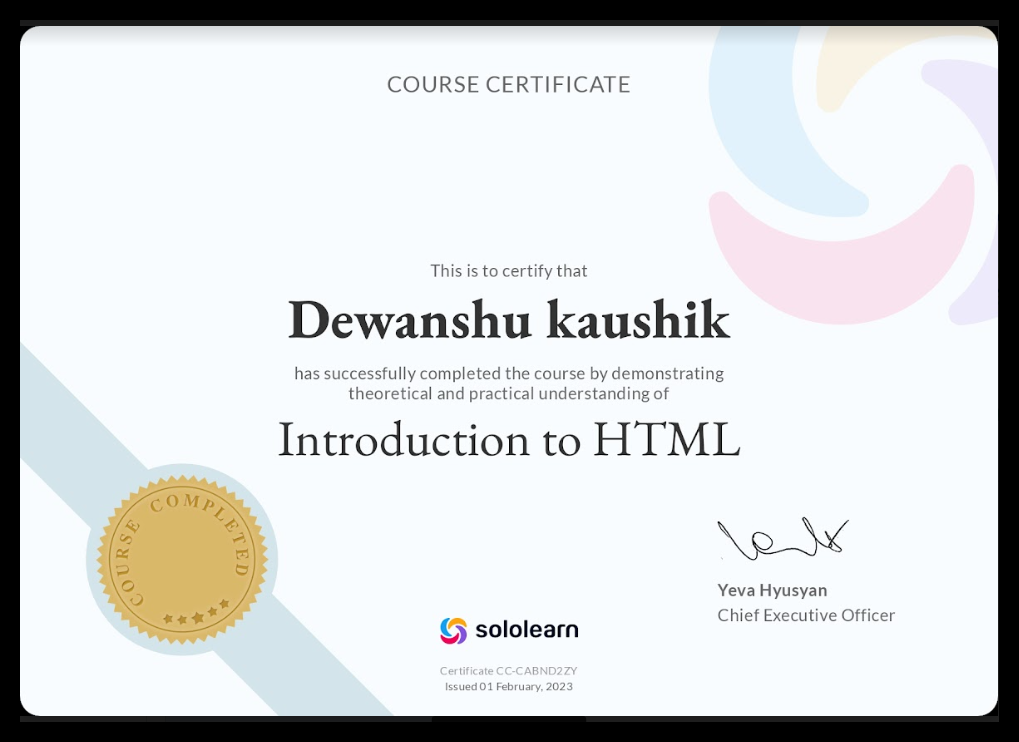 COURSE CERTIFICATE
This is to certify that
Dewanshu kaushik
has successfully completed the course by demonstrating
theoretical and practical understanding of
Introduction to HTML
COURSE COMPLETED
Yeva Hyusyan
Chief Executive Officer
sololearn
Certificate CC-CABND2ZY
Issued 01 February, 2023